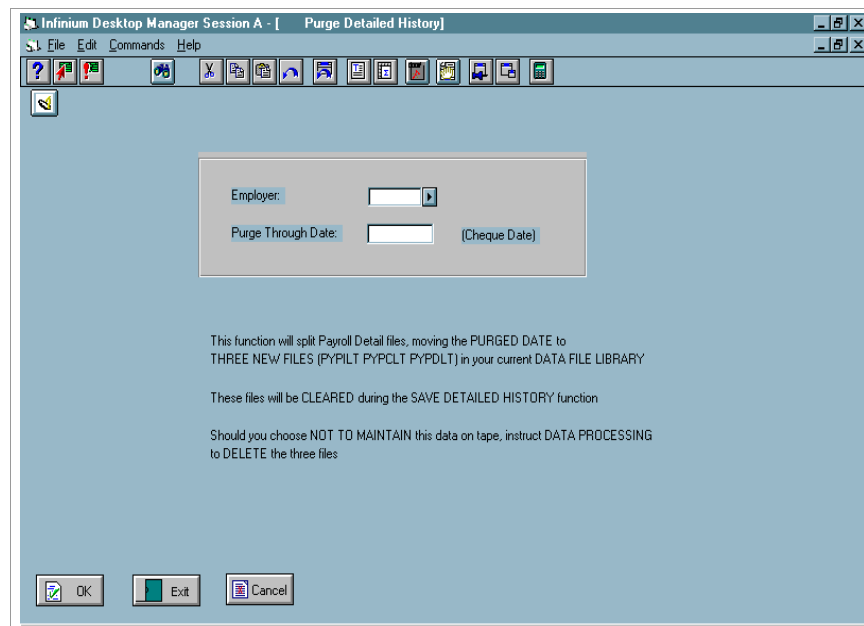 Infinium Desktop Manager Session A - [ Purge Detailed History]
File Edit Commands Help
Employer:
Purge Through Date: (Cheque Date)
This function will split Payroll Detail files, moving the PURGED DATE to
THREE NEW FILES (PYPILT PYPCLT PYPDLT) in your current DATA FILE LIBRARY
These files will be CLEARED during the SAVE DETAILED HISTORY function
Should you choose NOT TO MAINTAIN this data on tape, instruct DATA PROCESSING
to DELETE the three files
OK Exit Cancel